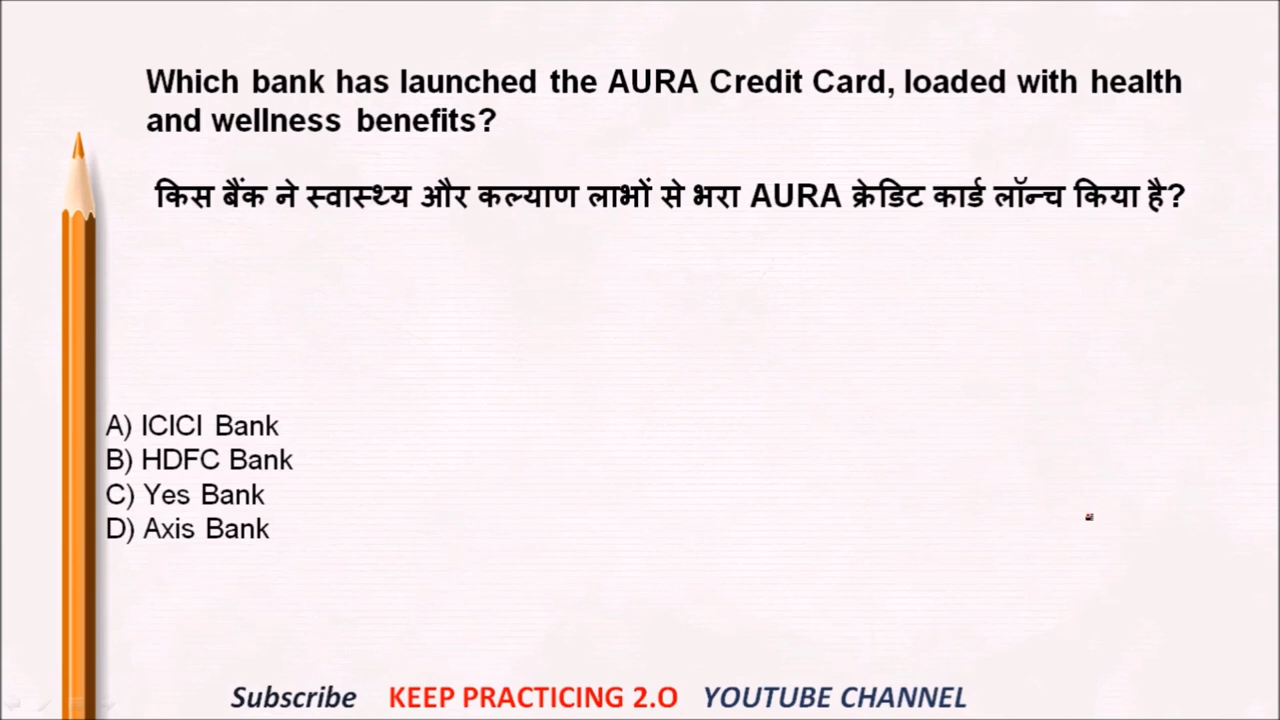 Which bank has launched the AURA Credit Card, loaded with health
and wellness benefits?
किस बैंक ने स्वास्थ्य और कल्याण लाभों से भरा AURA क्रेडिट कार्ड लॉन्च किया है?
A) ICICI Bank
B) HDFC Bank
C) Yes Bank
D) Axis Bank
Subscribe KEEP PRACTICING 2.O YOUTUBE CHANNEL